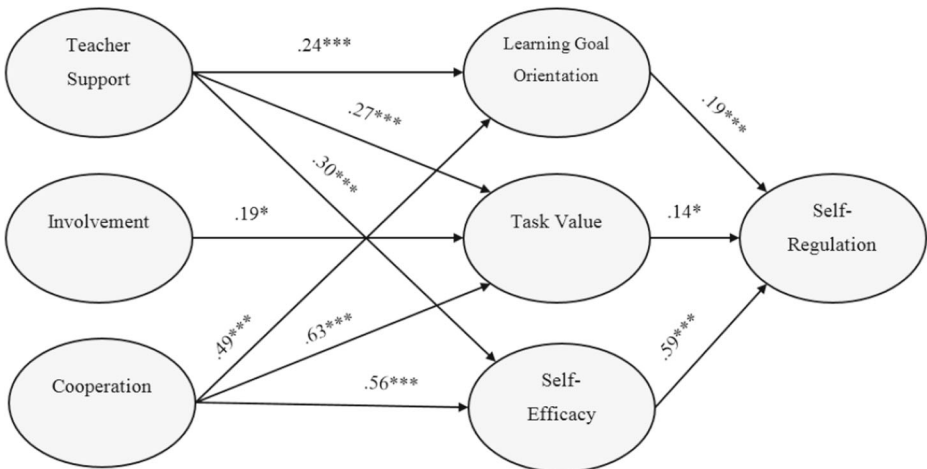 Teacher
Support
.24***
Learning Goal
Orientation
.27***
.19***
.30***
Involvement
.19*
Task Value
.14*
Self-
Regulation
.49***
.63***
.59***
Cooperation
.56***
Self-
Efficacy